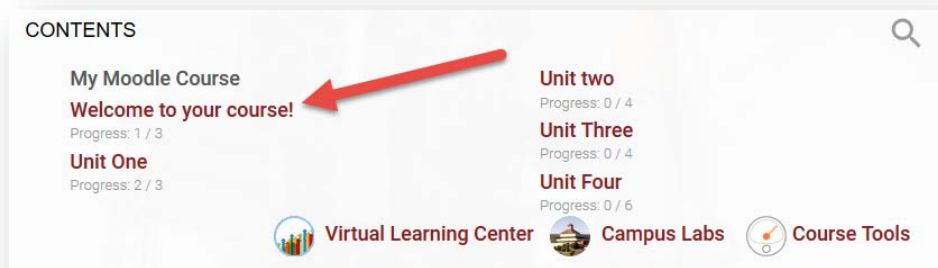 CONTENTS
My Moodle Course
Welcome to your course!
Progress: 1 / 3
Unit One
Progress: 2 / 3
Unit two
Progress: 0 / 4
Unit Three
Progress: 0 / 4
Unit Four
Progress: 0 / 6
Virtual Learning Center
Campus Labs
Course Tools